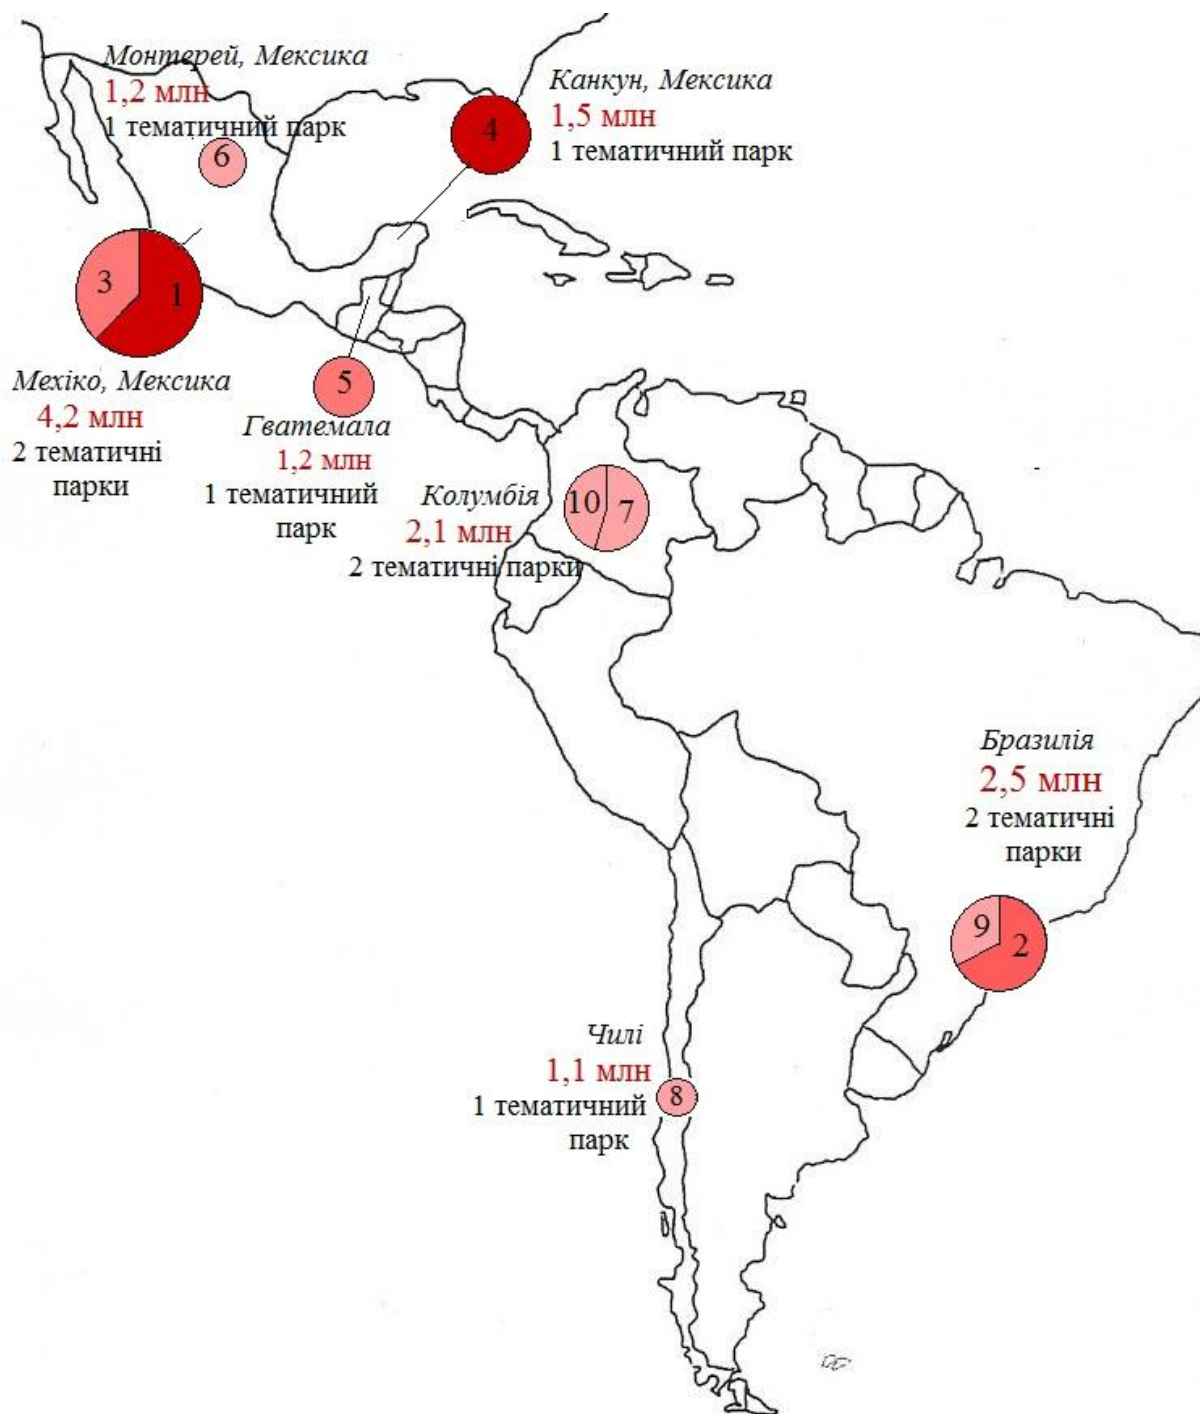 Монтерей, Мексика
1,2 млн
1 тематичний парк
6
Канкун, Мексика
1,5 млн
1 тематичний парк
4
3
1
Мехіко, Мексика
4,2 млн
2 тематичні
парки
5
Гватемала
1,2 млн
1 тематичний
парк
Колумбія
2,1 млн
2 тематичні парки
10
7
Бразилія
2,5 млн
2 тематичні
парки
9
2
Чилі
1,1 млн
1 тематичний
парк
8